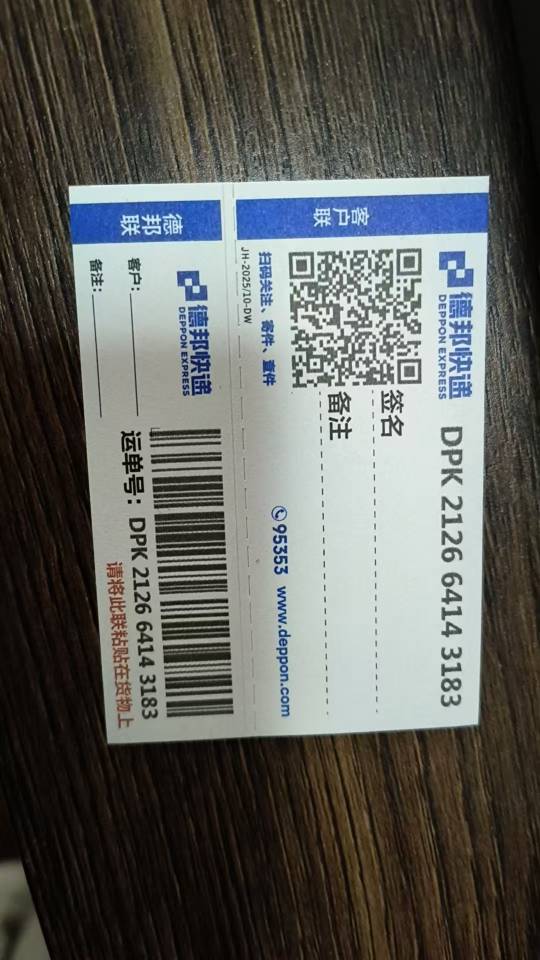 客户联
德邦快递
DEPPON EXPRESS
DPK 2126 6414 3183
签名
备注
扫码关注、寄件、查件
95353 www.deppon.com
JH-2025/10-DW
德邦联
德邦快递
DEPPON EXPRESS
客户:
备注:
运单号: DPK 2126 6414 3183
请将此联粘贴在货物上